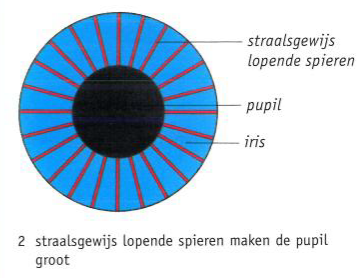 straalsgewijs
lopende spieren
pupil
iris
2 straalsgewijs lopende spieren maken de pupil
groot